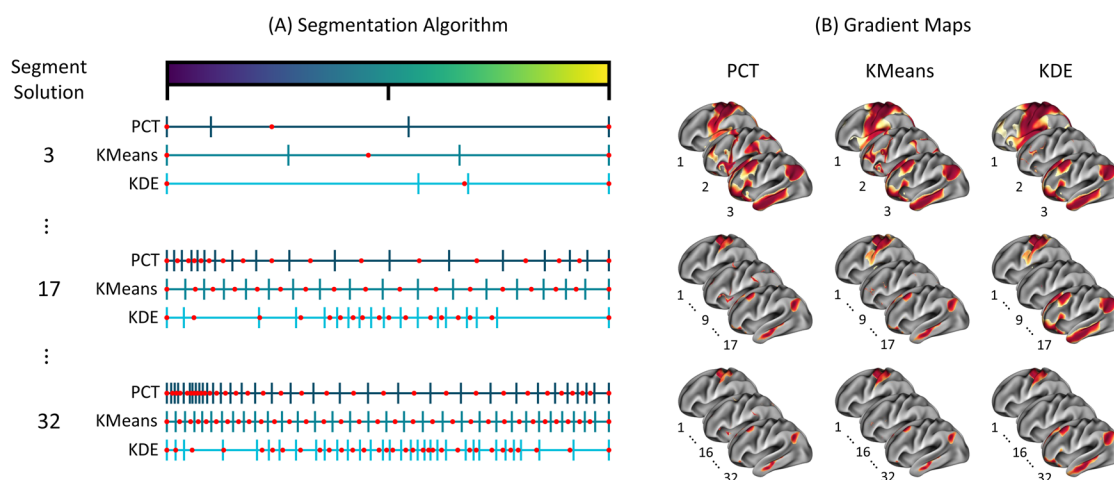 (A) Segmentation Algorithm
(B) Gradient Maps
Segment
Solution
PCT
KMeans
KDE
3
PCT
KMeans
KDE
1
2
3
1
2
3
1
2
3
⋮
17
PCT
KMeans
KDE
1
9
17
1
9
17
1
9
17
⋮
32
PCT
KMeans
KDE
1
16
32
1
16
32
1
16
32